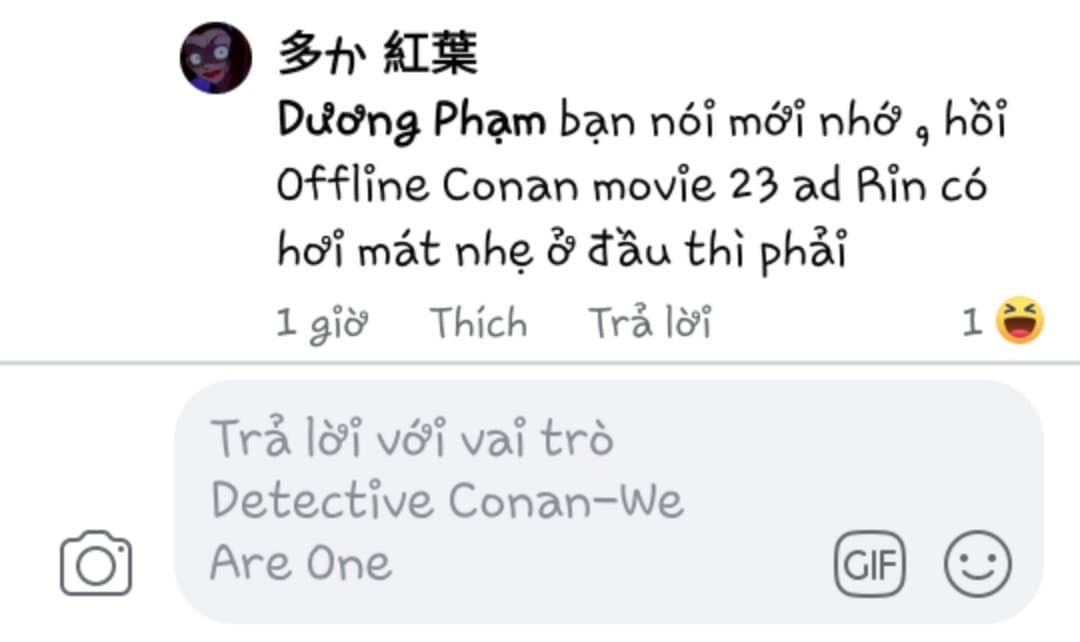 多か 紅葉
Dương Phạm bạn nói mới nhớ , hồi
Offline Conan movie 23 ad Rin có
hơi mát nhẹ ở đầu thì phải
1 giờ Thích Trả lời 1
Trả lời với vai trò
Detective Conan-We
Are One
GIF